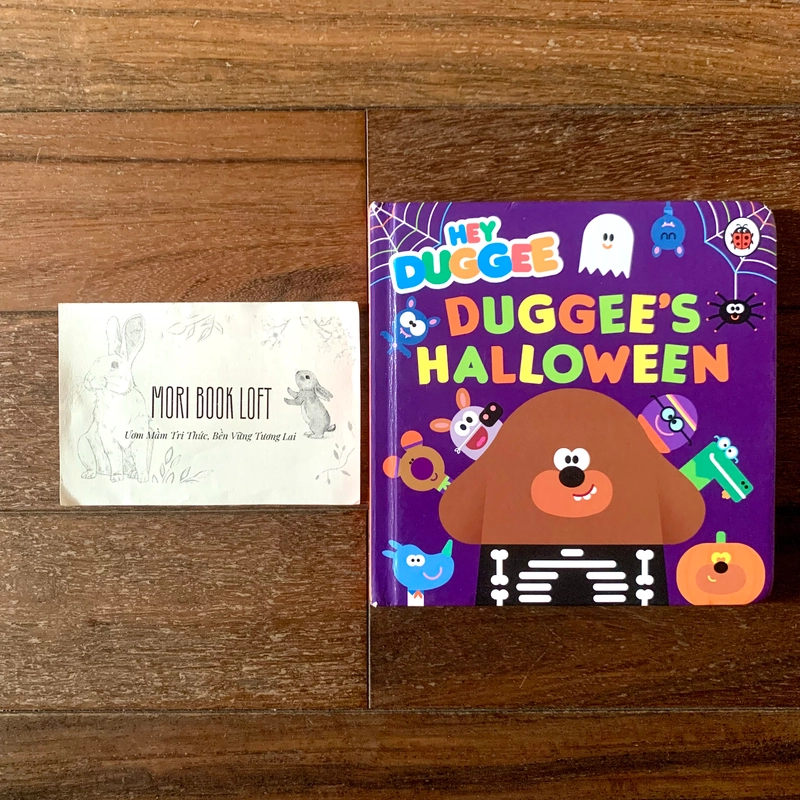 MORI BOOK LOFT
Ươm Mầm Tri Thức, Bền Vững Tương Lai
HEY
DUGGEE
DUGGEE'S
HALLOWEEN